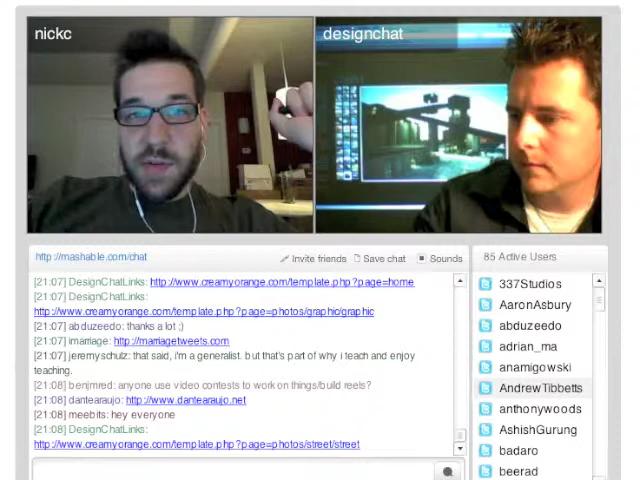 nickc
designchat
http://mashable.com/chat
Invite friends
Save chat
Sounds
85 Active Users
[21:07] DesignChatLinks: http://www.creamyorange.com/template.php?page=home
[21:07] DesignChatLinks:
http://www.creamyorange.com/template.php?page=photos/graphic/graphic
[21:07] abduzeedo: thanks a lot ;)
[21:07] imarriage: http://marriagetweets.com
[21:07] jeremyschulz: that said, i'm a generalist. but that's part of why i teach and enjoy
teaching.
[21:08] benjmred: anyone use video contests to work on things/build reels?
[21:08] dantearaujo: http://www.dantearaujo.net
[21:08] meebits: hey everyone
[21:08] DesignChatLinks:
http://www.creamyorange.com/template.php?page=photos/street/street
337Studios
AaronAsbury
abduzeedo
adrian_ma
anamigowski
AndrewTibbetts
anthonywoods
AshishGurung
badaro
beerad